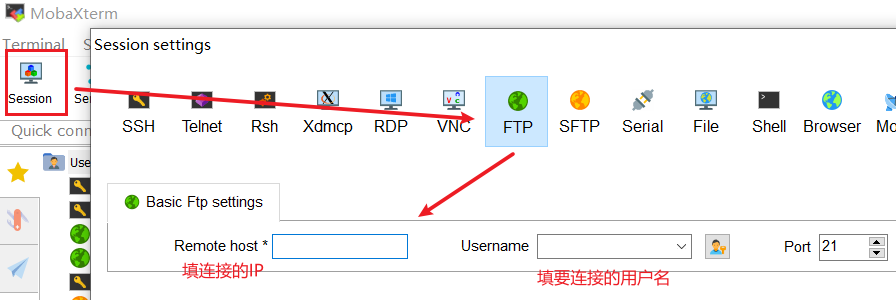 MobaXterm
Terminal S
Session settings
Session Se
SSH Telnet Rsh Xdmcp RDP VNC FTP SFTP Serial File Shell Browser Mo
Quick conn
Use
Basic Ftp settings
Remote host * Username Port 21
填连接的IP 填要连接的用户名